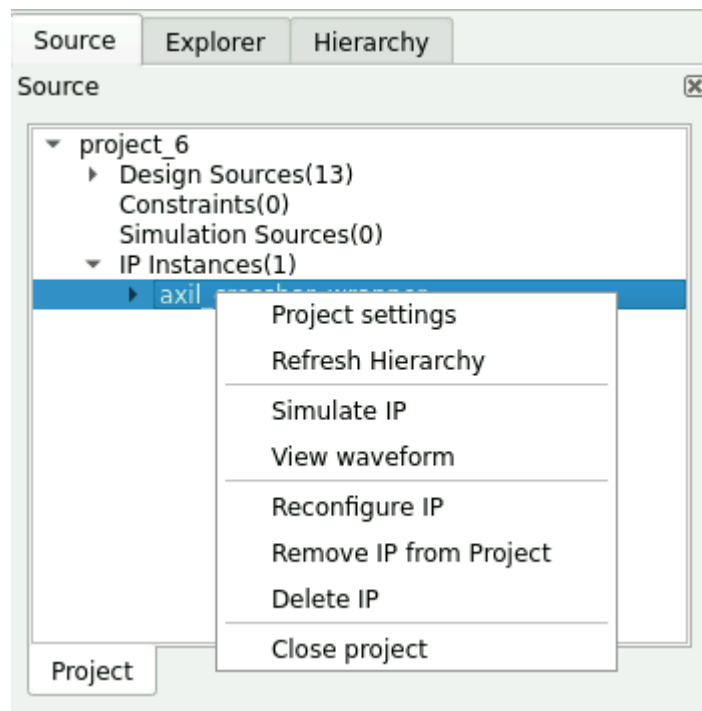 Source Explorer Hierarchy
Source
project_6
Design Sources(13)
Constraints(0)
Simulation Sources(0)
IP Instances(1)
Project settings
Refresh Hierarchy
Simulate IP
View waveform
Reconfigure IP
Remove IP from Project
Delete IP
Close project
Project